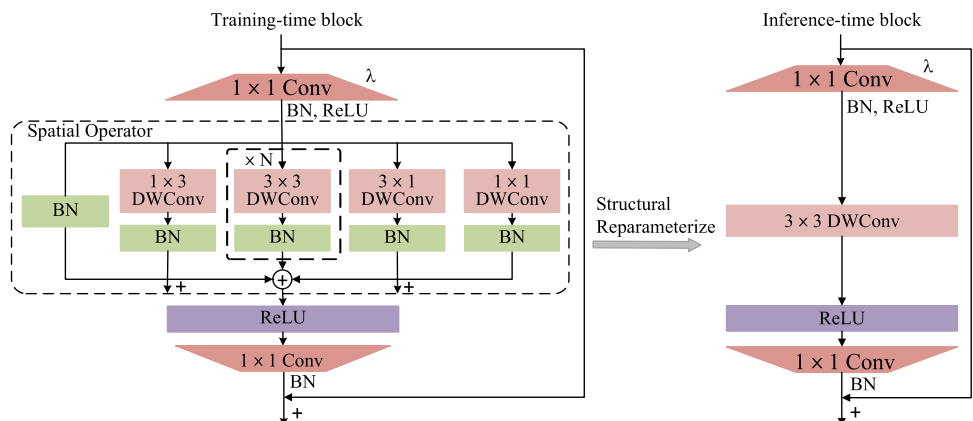 Training-time block
1 × 1 Conv
λ
BN, ReLU
Spatial Operator
× N
BN
1 × 3
DWConv
BN
3 × 3
DWConv
BN
3 × 1
DWConv
BN
1 × 1
DWConv
BN
+
+
+
ReLU
1 × 1 Conv
BN
+
Structural
Reparameterize
Inference-time block
1 × 1 Conv
λ
BN, ReLU
3 × 3 DWConv
ReLU
1 × 1 Conv
BN
+